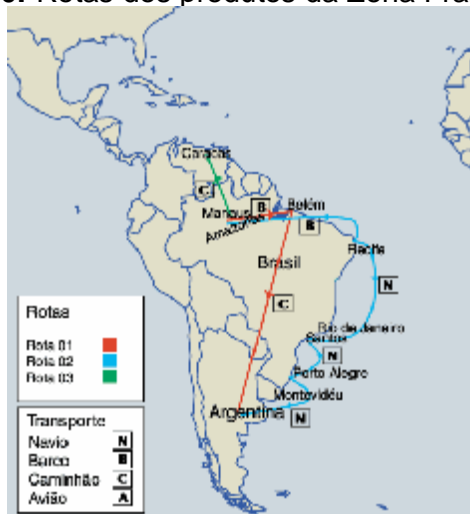 Rotas dos produtos da Zona Fra
Caracas
C
Manaus
B
Belém
Amazonas
B
Recife
Brasil
N
C
Rio de Janeiro
Santos
N
Porto Alegre
Montevidéu
Argentina
N
Rotas
Rota 01
Rota 02
Rota 03
Transporte
Navio N
Barco B
Caminhão C
Avião A